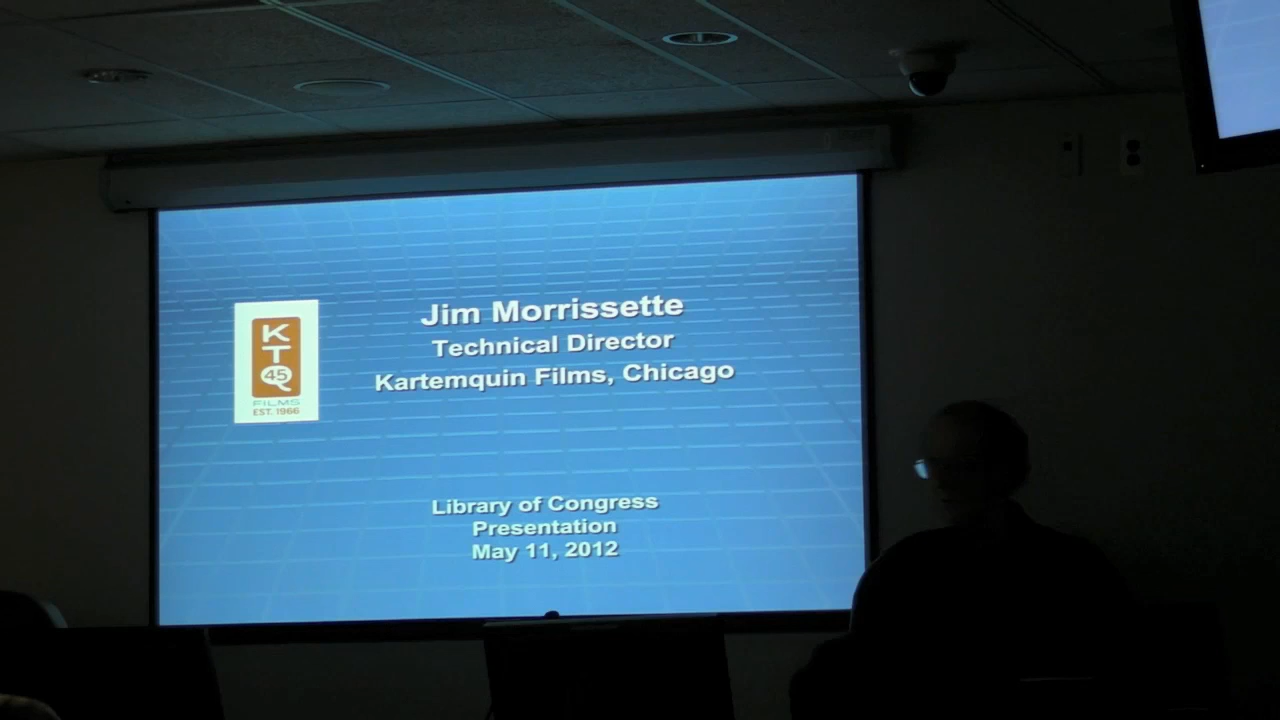 Jim Morrissette
Technical Director
Kartemquin Films, Chicago
K
T
45
Q
FILMS
EST. 1966
Library of Congress
Presentation
May 11, 2012